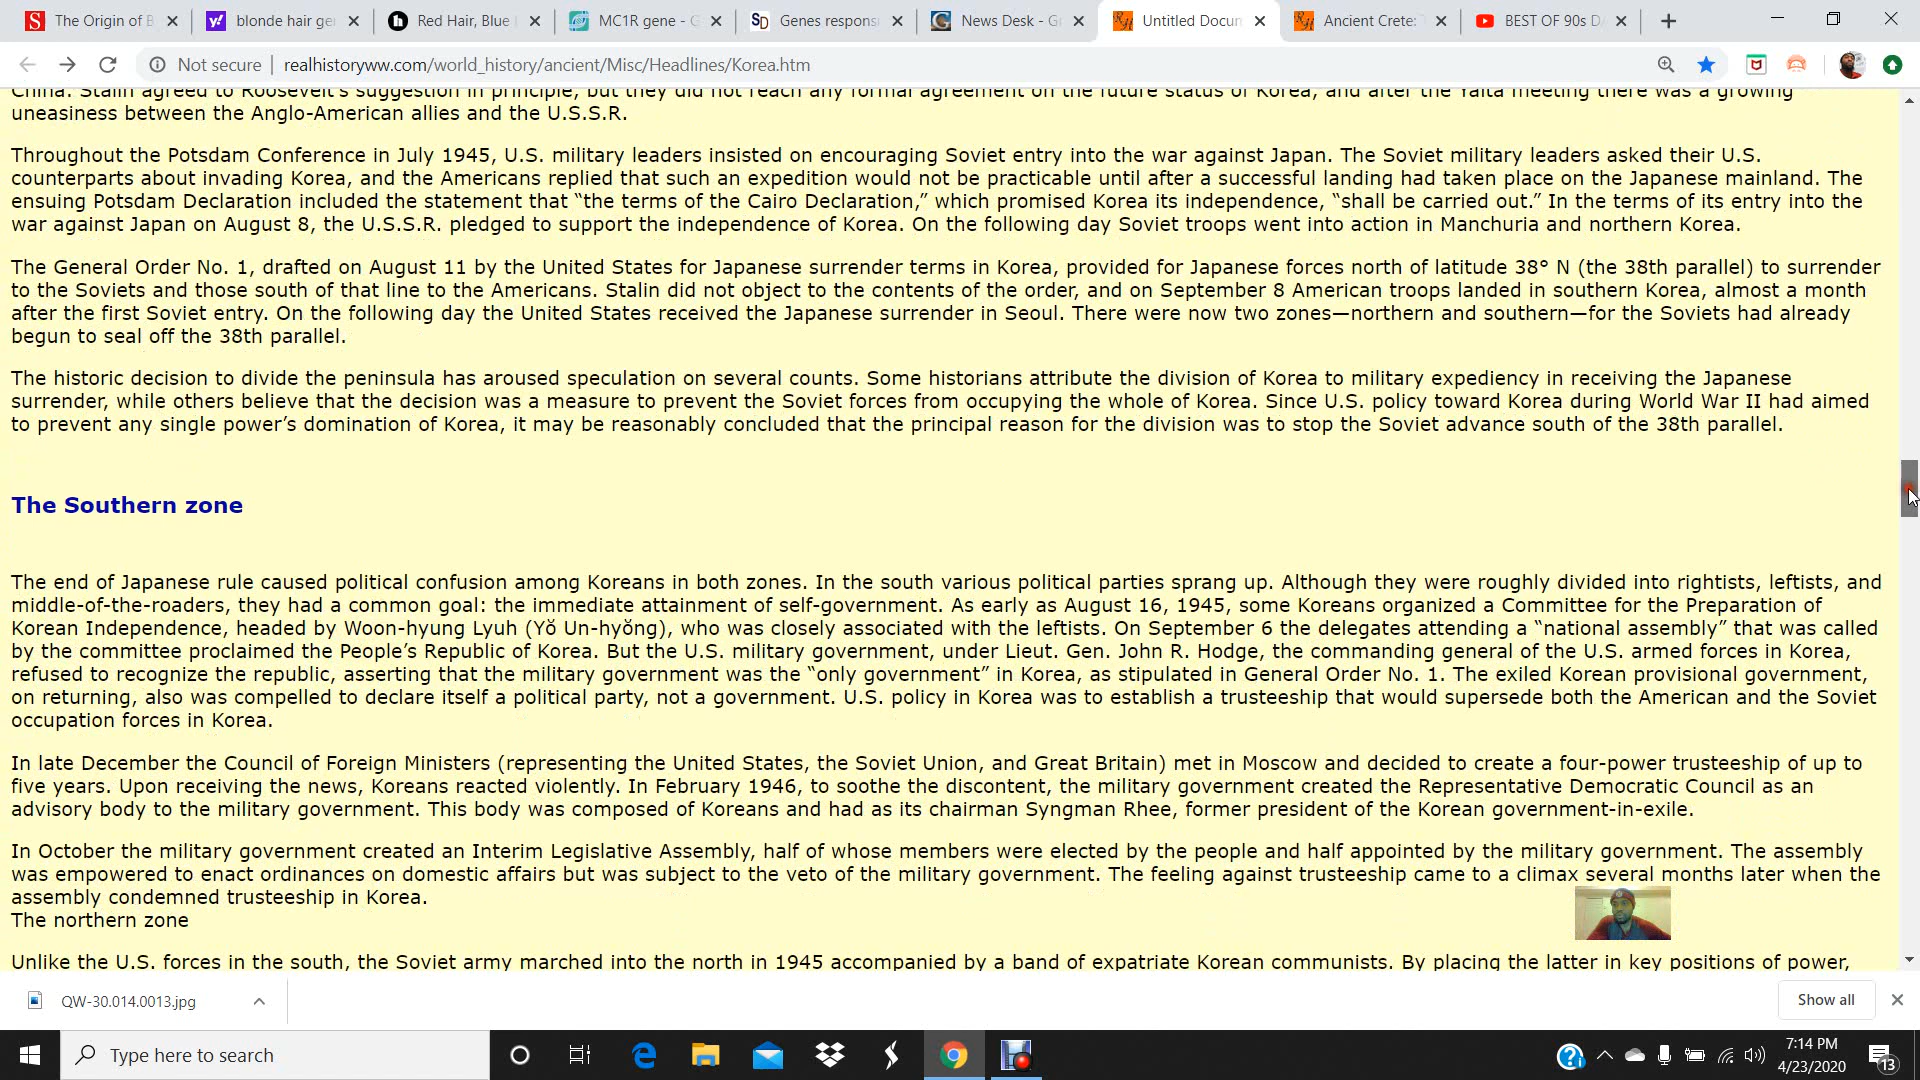 The Origin of B
blonde hair ge
Red Hair, Blue
MC1R gene - G
Genes respons
News Desk - G
Untitled Docun
Ancient Crete:
BEST OF 90s D
Not secure | realhistoryww.com/world_history/ancient/Misc/Headlines/Korea.htm
China. Stalin agreed to Roosevelt's suggestion in principle, but they did not reach any formal agreement on the future status of Korea, and after the Yalta meeting there was a growing
uneasiness between the Anglo-American allies and the U.S.S.R.
Throughout the Potsdam Conference in July 1945, U.S. military leaders insisted on encouraging Soviet entry into the war against Japan. The Soviet military leaders asked their U.S.
counterparts about invading Korea, and the Americans replied that such an expedition would not be practicable until after a successful landing had taken place on the Japanese mainland. The
ensuing Potsdam Declaration included the statement that “the terms of the Cairo Declaration,” which promised Korea its independence, “shall be carried out.” In the terms of its entry into the
war against Japan on August 8, the U.S.S.R. pledged to support the independence of Korea. On the following day Soviet troops went into action in Manchuria and northern Korea.
The General Order No. 1, drafted on August 11 by the United States for Japanese surrender terms in Korea, provided for Japanese forces north of latitude 38° N (the 38th parallel) to surrender
to the Soviets and those south of that line to the Americans. Stalin did not object to the contents of the order, and on September 8 American troops landed in southern Korea, almost a month
after the first Soviet entry. On the following day the United States received the Japanese surrender in Seoul. There were now two zones—northern and southern—for the Soviets had already
begun to seal off the 38th parallel.
The historic decision to divide the peninsula has aroused speculation on several counts. Some historians attribute the division of Korea to military expediency in receiving the Japanese
surrender, while others believe that the decision was a measure to prevent the Soviet forces from occupying the whole of Korea. Since U.S. policy toward Korea during World War II had aimed
to prevent any single power’s domination of Korea, it may be reasonably concluded that the principal reason for the division was to stop the Soviet advance south of the 38th parallel.
The Southern zone
The end of Japanese rule caused political confusion among Koreans in both zones. In the south various political parties sprang up. Although they were roughly divided into rightists, leftists, and
middle-of-the-roaders, they had a common goal: the immediate attainment of self-government. As early as August 16, 1945, some Koreans organized a Committee for the Preparation of
Korean Independence, headed by Woon-hyung Lyuh (Yŏ Un-hyŏng), who was closely associated with the leftists. On September 6 the delegates attending a “national assembly” that was called
by the committee proclaimed the People’s Republic of Korea. But the U.S. military government, under Lieut. Gen. John R. Hodge, the commanding general of the U.S. armed forces in Korea,
refused to recognize the republic, asserting that the military government was the “only government” in Korea, as stipulated in General Order No. 1. The exiled Korean provisional government,
on returning, also was compelled to declare itself a political party, not a government. U.S. policy in Korea was to establish a trusteeship that would supersede both the American and the Soviet
occupation forces in Korea.
In late December the Council of Foreign Ministers (representing the United States, the Soviet Union, and Great Britain) met in Moscow and decided to create a four-power trusteeship of up to
five years. Upon receiving the news, Koreans reacted violently. In February 1946, to soothe the discontent, the military government created the Representative Democratic Council as an
advisory body to the military government. This body was composed of Koreans and had as its chairman Syngman Rhee, former president of the Korean government-in-exile.
In October the military government created an Interim Legislative Assembly, half of whose members were elected by the people and half appointed by the military government. The assembly
was empowered to enact ordinances on domestic affairs but was subject to the veto of the military government. The feeling against trusteeship came to a climax several months later when the
assembly condemned trusteeship in Korea.
The northern zone
Unlike the U.S. forces in the south, the Soviet army marched into the north in 1945 accompanied by a band of expatriate Korean communists. By placing the latter in key positions of power,
QW-30.014.0013.jpg
Show all
Type here to search
7:14 PM
4/23/2020
13